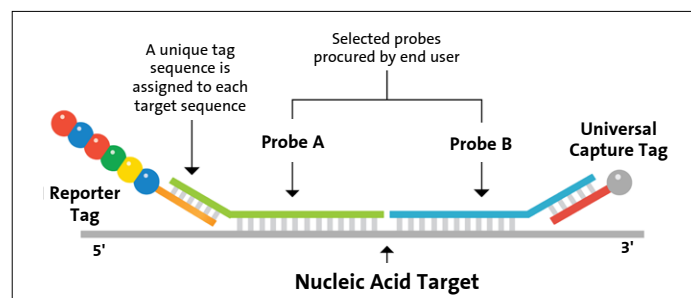 A unique tag
sequence is
assigned to each
target sequence
Selected probes
procured by end user
Probe A
Probe B
Universal
Capture Tag
Reporter
Tag
5'
3'
Nucleic Acid Target